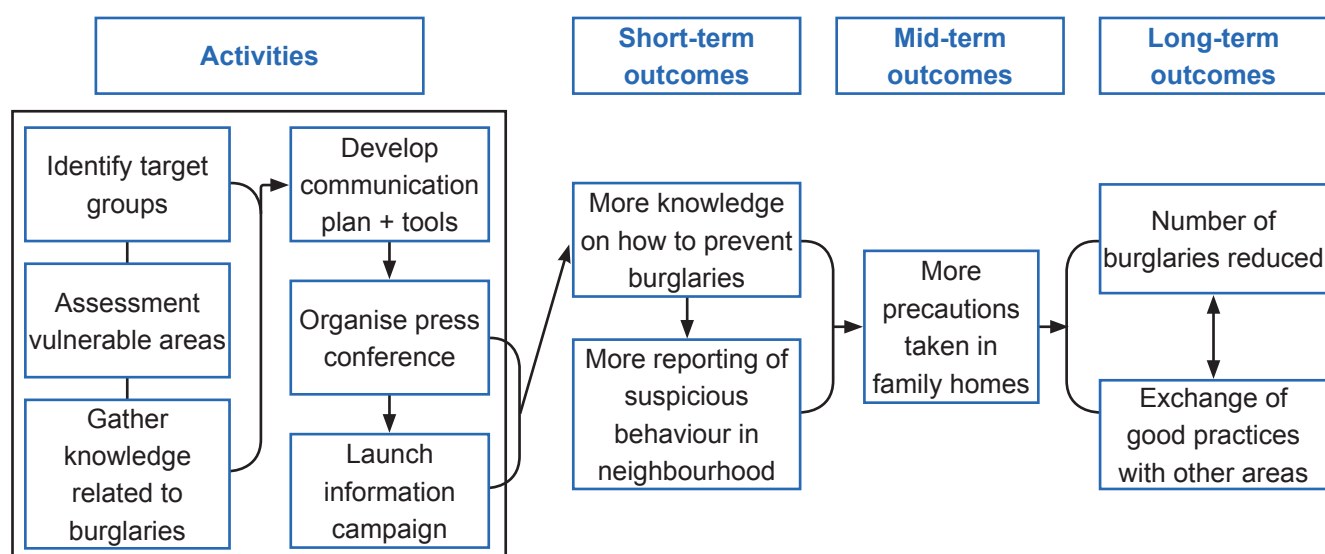 Activities
Short-term
outcomes
Mid-term
outcomes
Long-term
outcomes
Identify target
groups
Assessment
vulnerable areas
Gather
knowledge
related to
burglaries
Develop
communication
plan + tools
Organise press
conference
Launch
information
campaign
More knowledge
on how to prevent
burglaries
More reporting of
suspicious
behaviour in
neighbourhood
More
precautions
taken in
family homes
Number of
burglaries reduced
Exchange of
good practices
with other areas